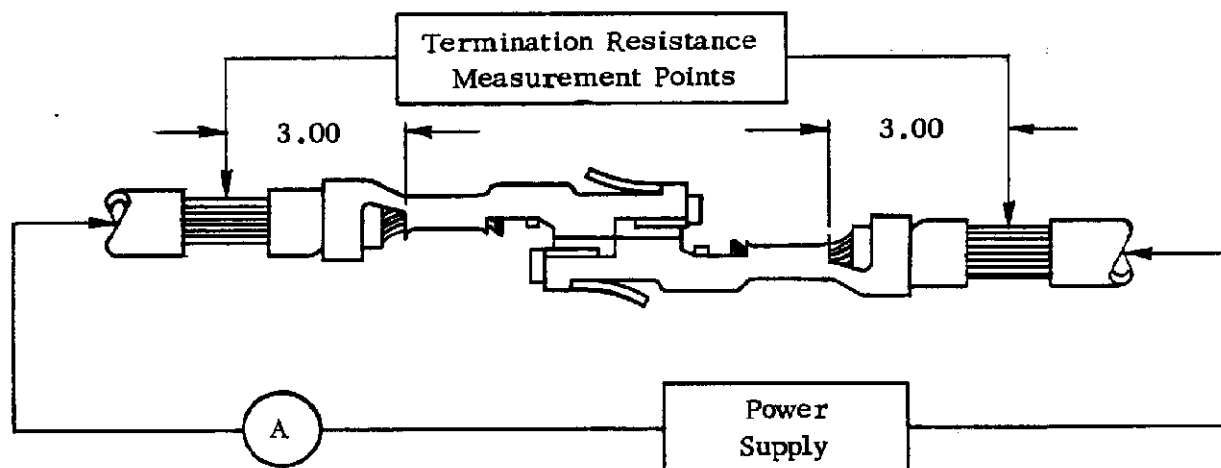 Termination Resistance
Measurement Points
3.00
3.00
A
Power
Supply